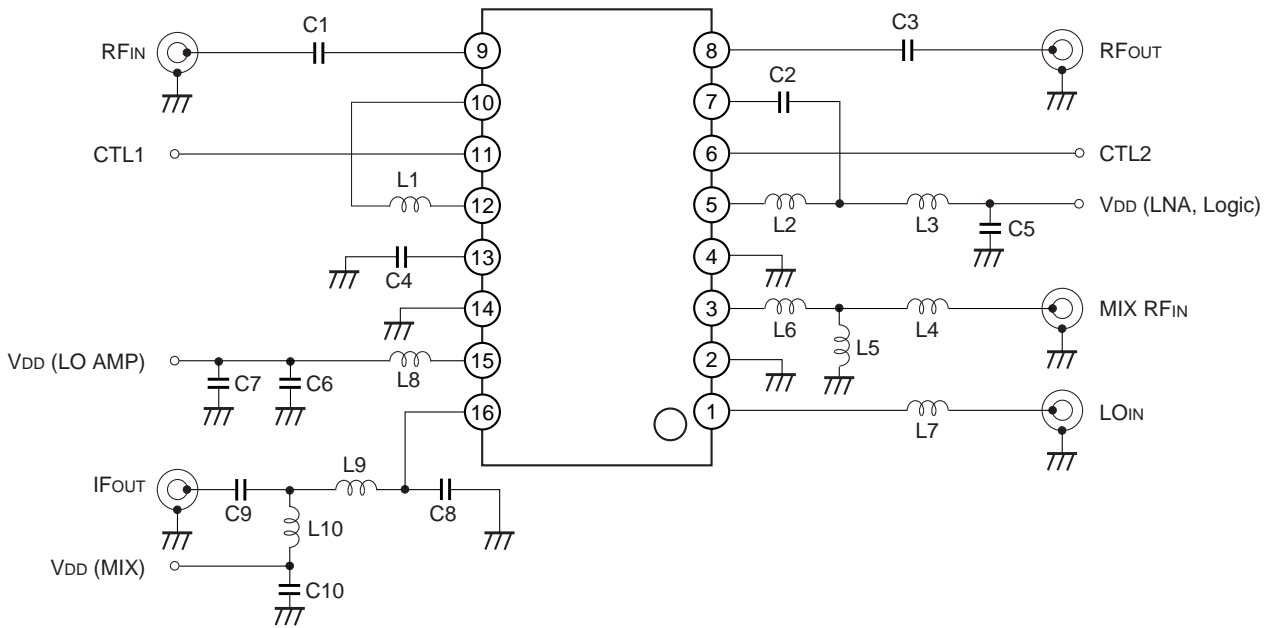 C1
C3
RFIN
9
8
RFOUT
C2
10
7
CTL1
11
6
CTL2
L1
12
5
VDD (LNA, Logic)
L2
L3
C5
13
4
C4
14
3
MIX RFIN
L6
L4
L5
VDD (LO AMP)
15
2
C7
C6
L8
16
1
LOIN
L7
L9
IFOUT
C9
C8
L10
VDD (MIX)
C10